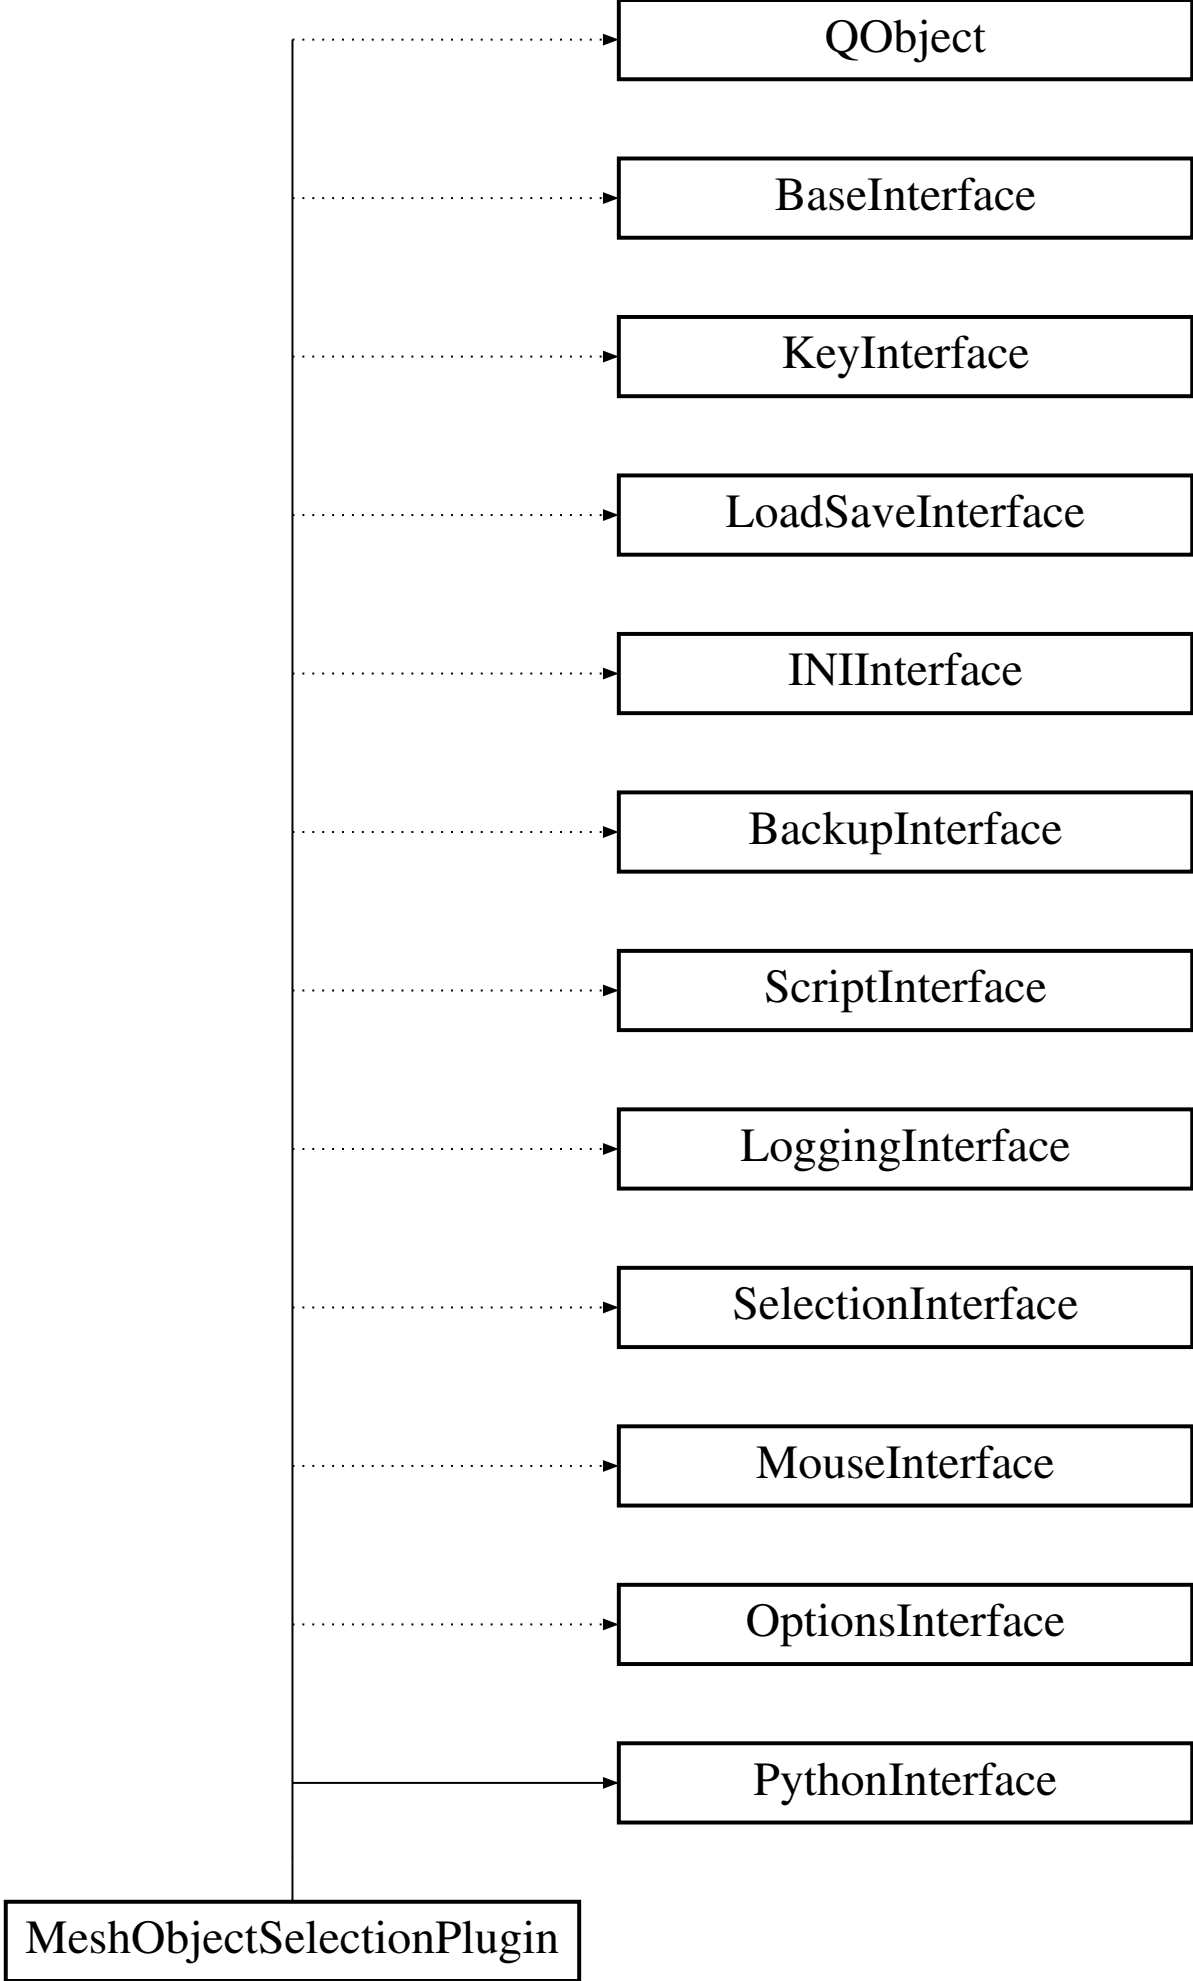 QObject
BaseInterface
KeyInterface
LoadSaveInterface
INIInterface
BackupInterface
ScriptInterface
LoggingInterface
SelectionInterface
MouseInterface
OptionsInterface
PythonInterface
MeshObjectSelectionPlugin